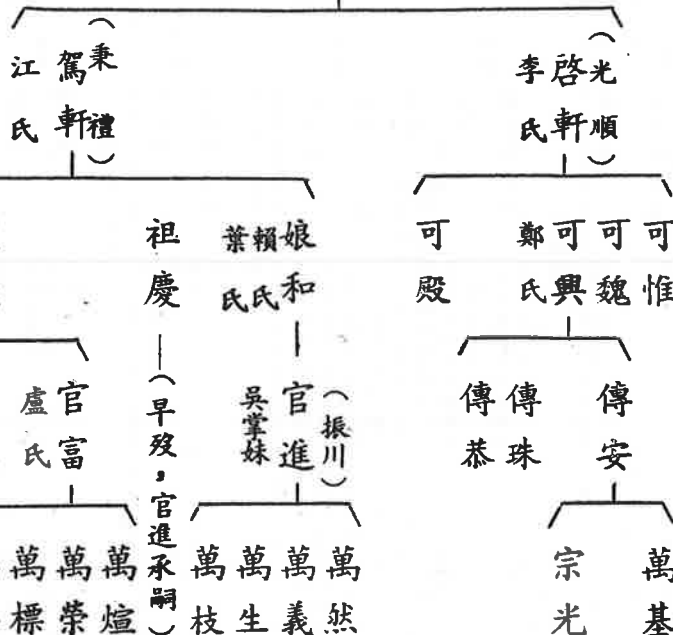 （光順）
啓軒
李氏
（秉禮）
駕軒
江氏
可惟
可魏
可興
鄭氏
可殿
娘和
賴氏
葉氏
祖慶
（早歿，官進承嗣）
傳安
傳珠
傳恭
（振川）
官進
吳掌妹
官富
盧氏
萬基
宗光
萬然
萬義
萬生
萬枝
萬煊
萬榮
萬標